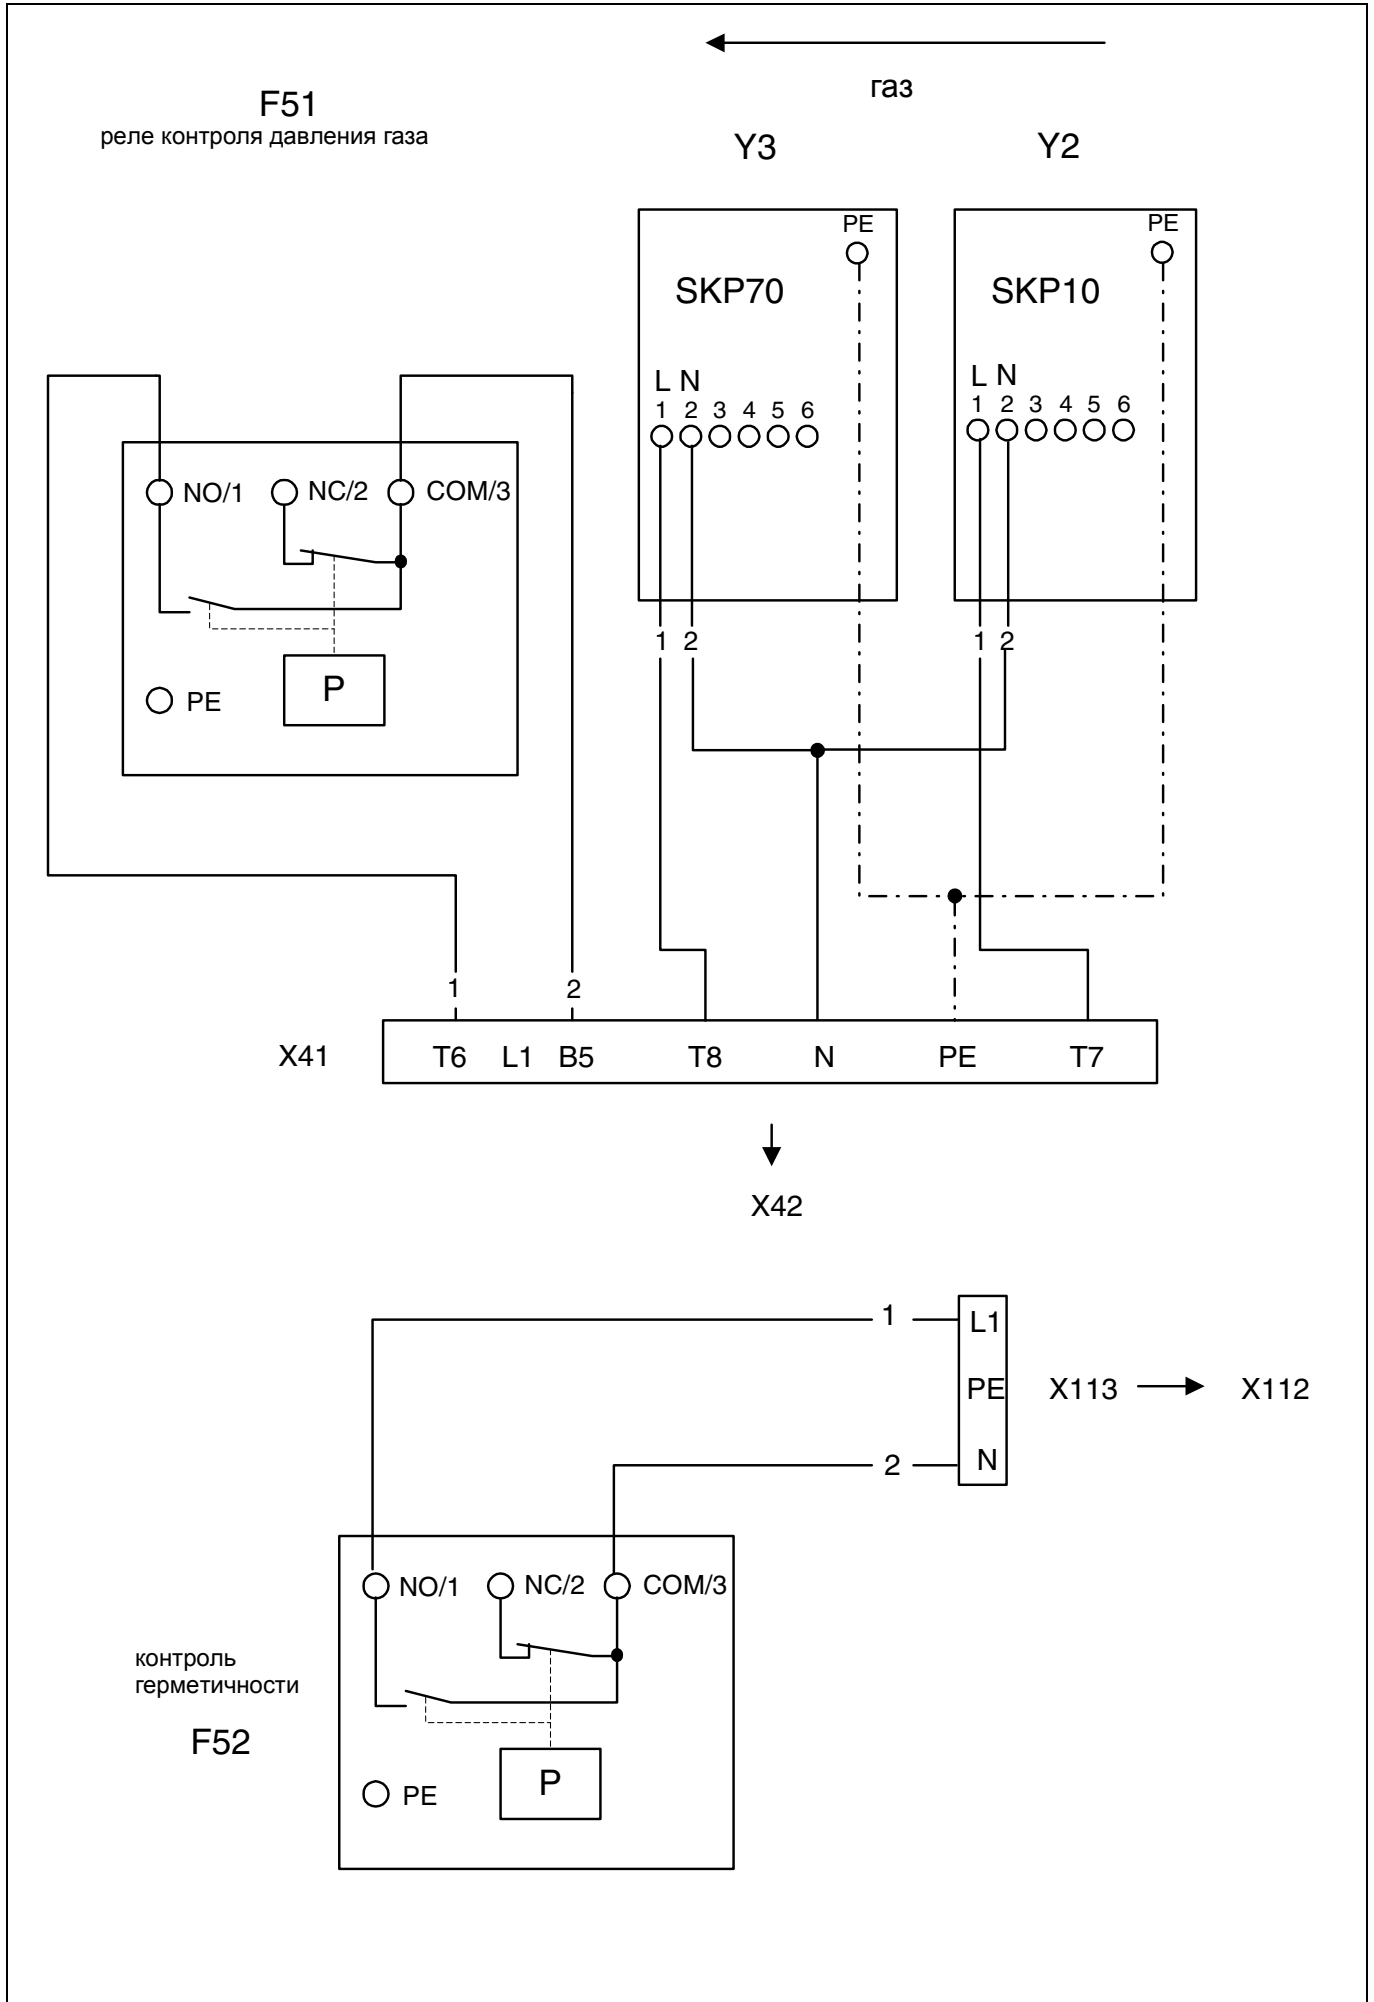 газ
F51
реле контроля давления газа
Y3
Y2
PE
PE
SKP70
SKP10
L N
1 2 3 4 5 6
L N
1 2 3 4 5 6
NO/1
NC/2
COM/3
P
PE
1 2
1 2
1
2
X41
T6 L1 B5 T8 N PE T7
X42
1
L1
PE
X113
X112
2
N
NO/1
NC/2
COM/3
контроль
герметичности
F52
P
PE